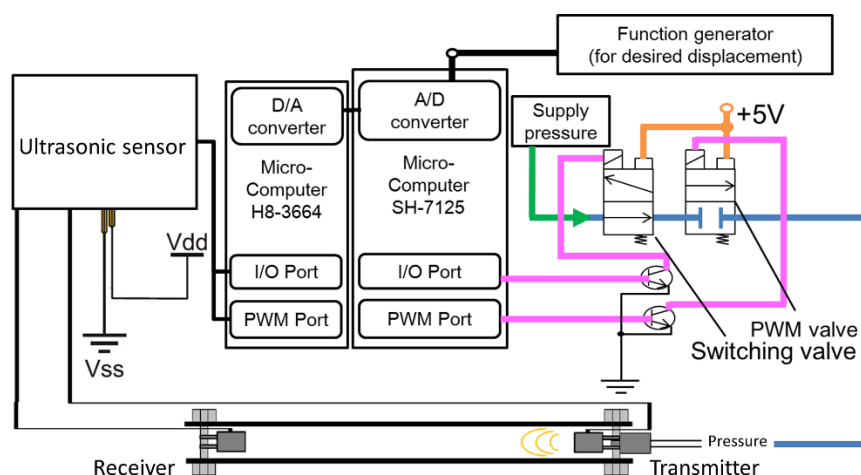 Function generator
(for desired displacement)
D/A
converter
A/D
converter
Supply
pressure
+5V
Ultrasonic sensor
Micro-
Computer
H8-3664
Micro-
Computer
SH-7125
Vdd
I/O Port
I/O Port
PWM Port
PWM Port
PWM valve
Switching valve
Vss
Pressure
Receiver
Transmitter